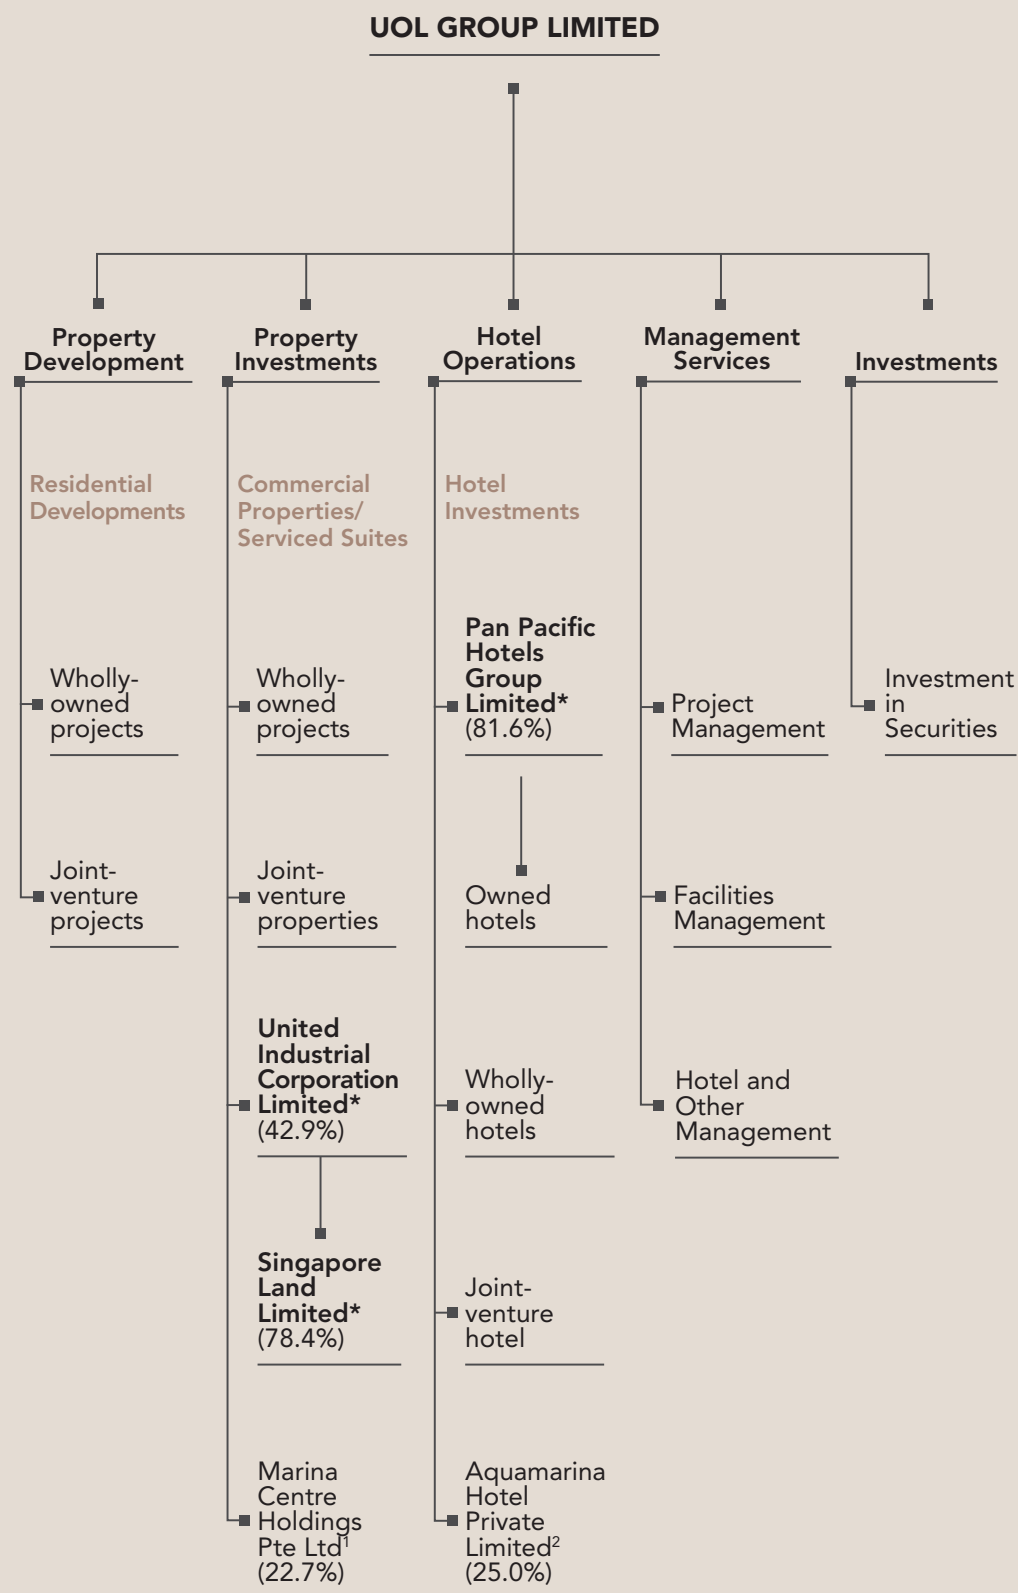 UOL GROUP LIMITED
Property
Development
Residential
Developments
Wholly-
owned
projects
Joint-
venture
projects
Property
Investments
Commercial
Properties/
Serviced Suites
Wholly-
owned
projects
Joint-
venture
properties
United
Industrial
Corporation
Limited*
(42.9%)
Singapore
Land
Limited*
(78.4%)
Marina
Centre
Holdings
Pte Ltd¹
(22.7%)
Hotel
Operations
Hotel
Investments
Pan Pacific
Hotels
Group
Limited*
(81.6%)
Owned
hotels
Wholly-
owned
hotels
Joint-
venture
hotel
Aquamarina
Hotel
Private
Limited²
(25.0%)
Management
Services
Project
Management
Facilities
Management
Hotel and
Other
Management
Investments
Investment
in
Securities